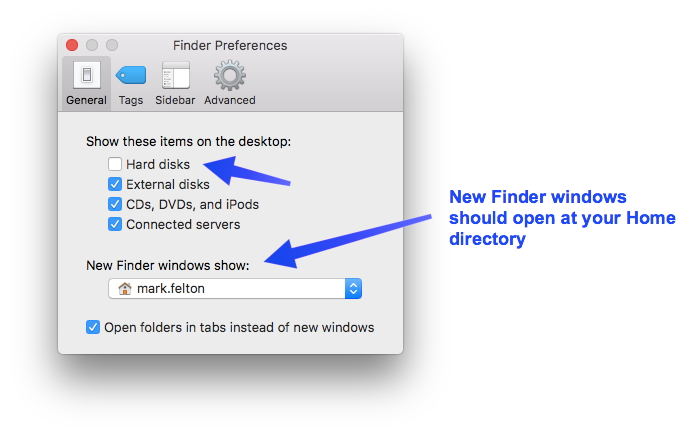 Finder Preferences
General Tags Sidebar Advanced
Show these items on the desktop:
Hard disks
External disks
CDs, DVDs, and iPods
Connected servers
New Finder windows
should open at your Home
directory
New Finder windows show:
mark.felton
Open folders in tabs instead of new windows